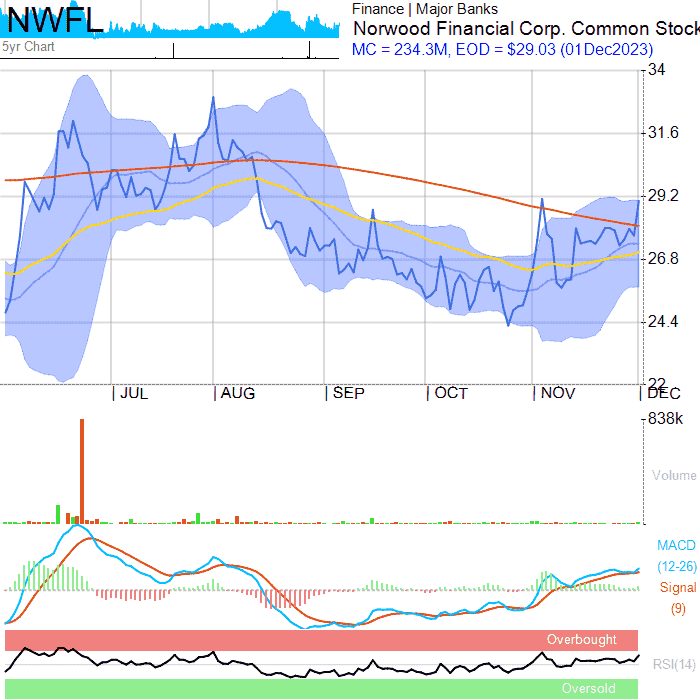 NWFL
5yr Chart
Finance | Major Banks
Norwood Financial Corp. Common Stock
MC = 234.3M, EOD = $29.03 (01Dec2023)
34
31.6
29.2
26.8
24.4
22
JUL AUG SEP OCT NOV DEC
838k
Volume
MACD
(12-26)
Signal
(9)
Overbought
RSI(14)
Oversold